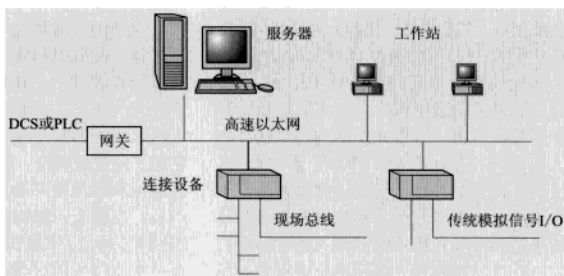 服务器
工作站
DCS或PLC
网关
高速以太网
连接设备
现场总线
传统模拟信号I/O